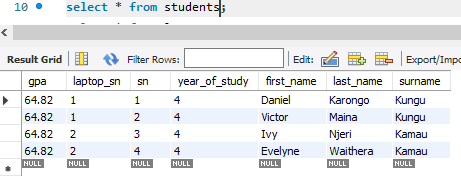 10 select * from students;
Result Grid Filter Rows: Edit: Export/Impo
gpa laptop_sn sn year_of_study first_name last_name surname
64.82 1 1 4 Daniel Karongo Kungu
64.82 1 2 4 Victor Maina Kungu
64.82 2 3 4 Ivy Njeri Kamau
64.82 2 4 4 Evelyne Waithera Kamau
NULL NULL NULL NULL NULL NULL NULL